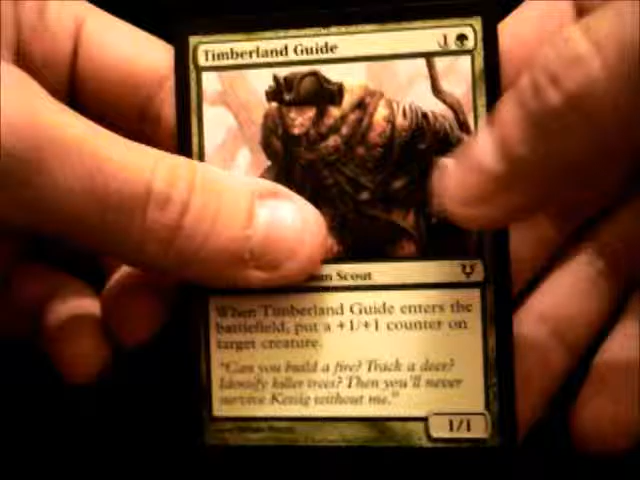 Timberland Guide 1
Scout
When Timberland Guide enters the
battlefield, put a +1/+1 counter on
target creature.
"Can you build a fire? Track a deer?
Identify killer trees? Then you'll never
survive Kessig without me."
1/1